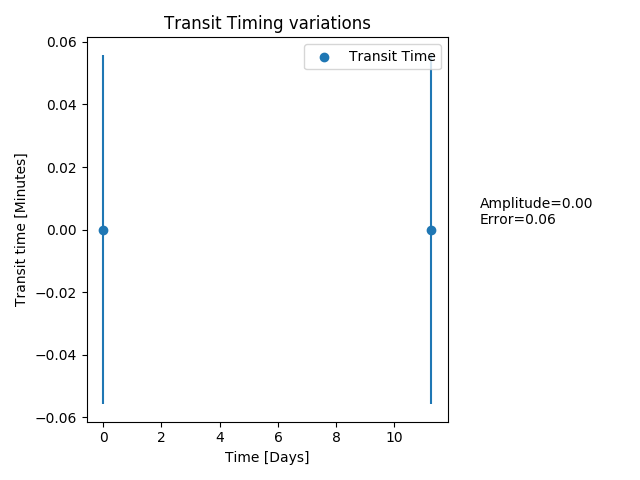 Transit Timing variations
Transit Time
0.06
0.04
0.02
0.00
−0.02
−0.04
−0.06
Transit time [Minutes]
0 2 4 6 8 10
Time [Days]
Amplitude=0.00
Error=0.06